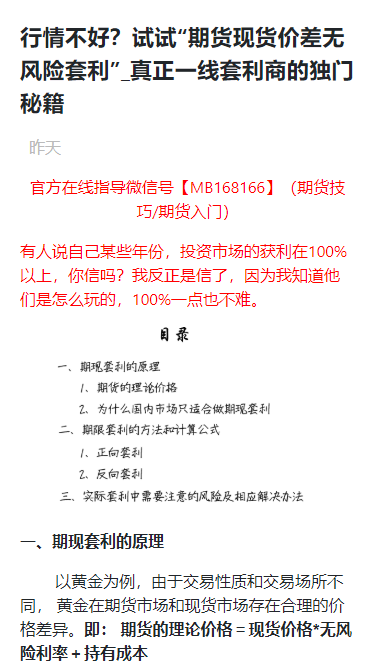 行情不好？试试“期货现货价差无
风险套利”_真正一线套利商的独门
秘籍
昨天
官方在线指导微信号【MB168166】（期货技
巧/期货入门）
有人说自己某些年份，投资市场的获利在100%
以上，你信吗？我反正是信了，因为我知道他
们是怎么玩的，100%一点也不难。
目录
一、期现套利的原理
1、期货的理论价格
2、为什么国内市场只适合做期现套利
二、期限套利的方法和计算公式
1、正向套利
2、反向套利
三、实际套利中需要注意的风险及相应解决办法
一、期现套利的原理
以黄金为例，由于交易性质和交易场所不
同， 黄金在期货市场和现货市场存在合理的价
格差异。即： 期货的理论价格＝现货价格*无风
险利率＋持有成本